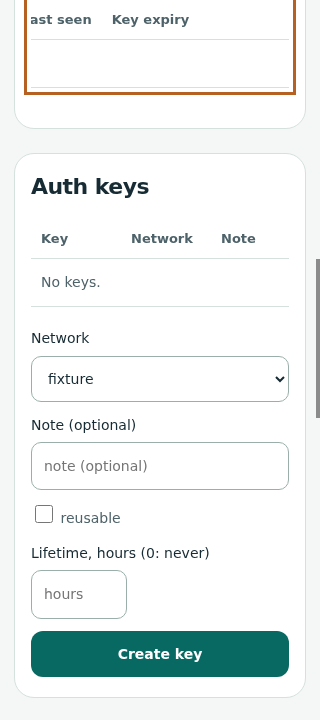 ast seen Key expiry
Auth keys
Key Network Note
No keys.
Network
fixture
Note (optional)
note (optional)
reusable
Lifetime, hours (0: never)
hours
Create key